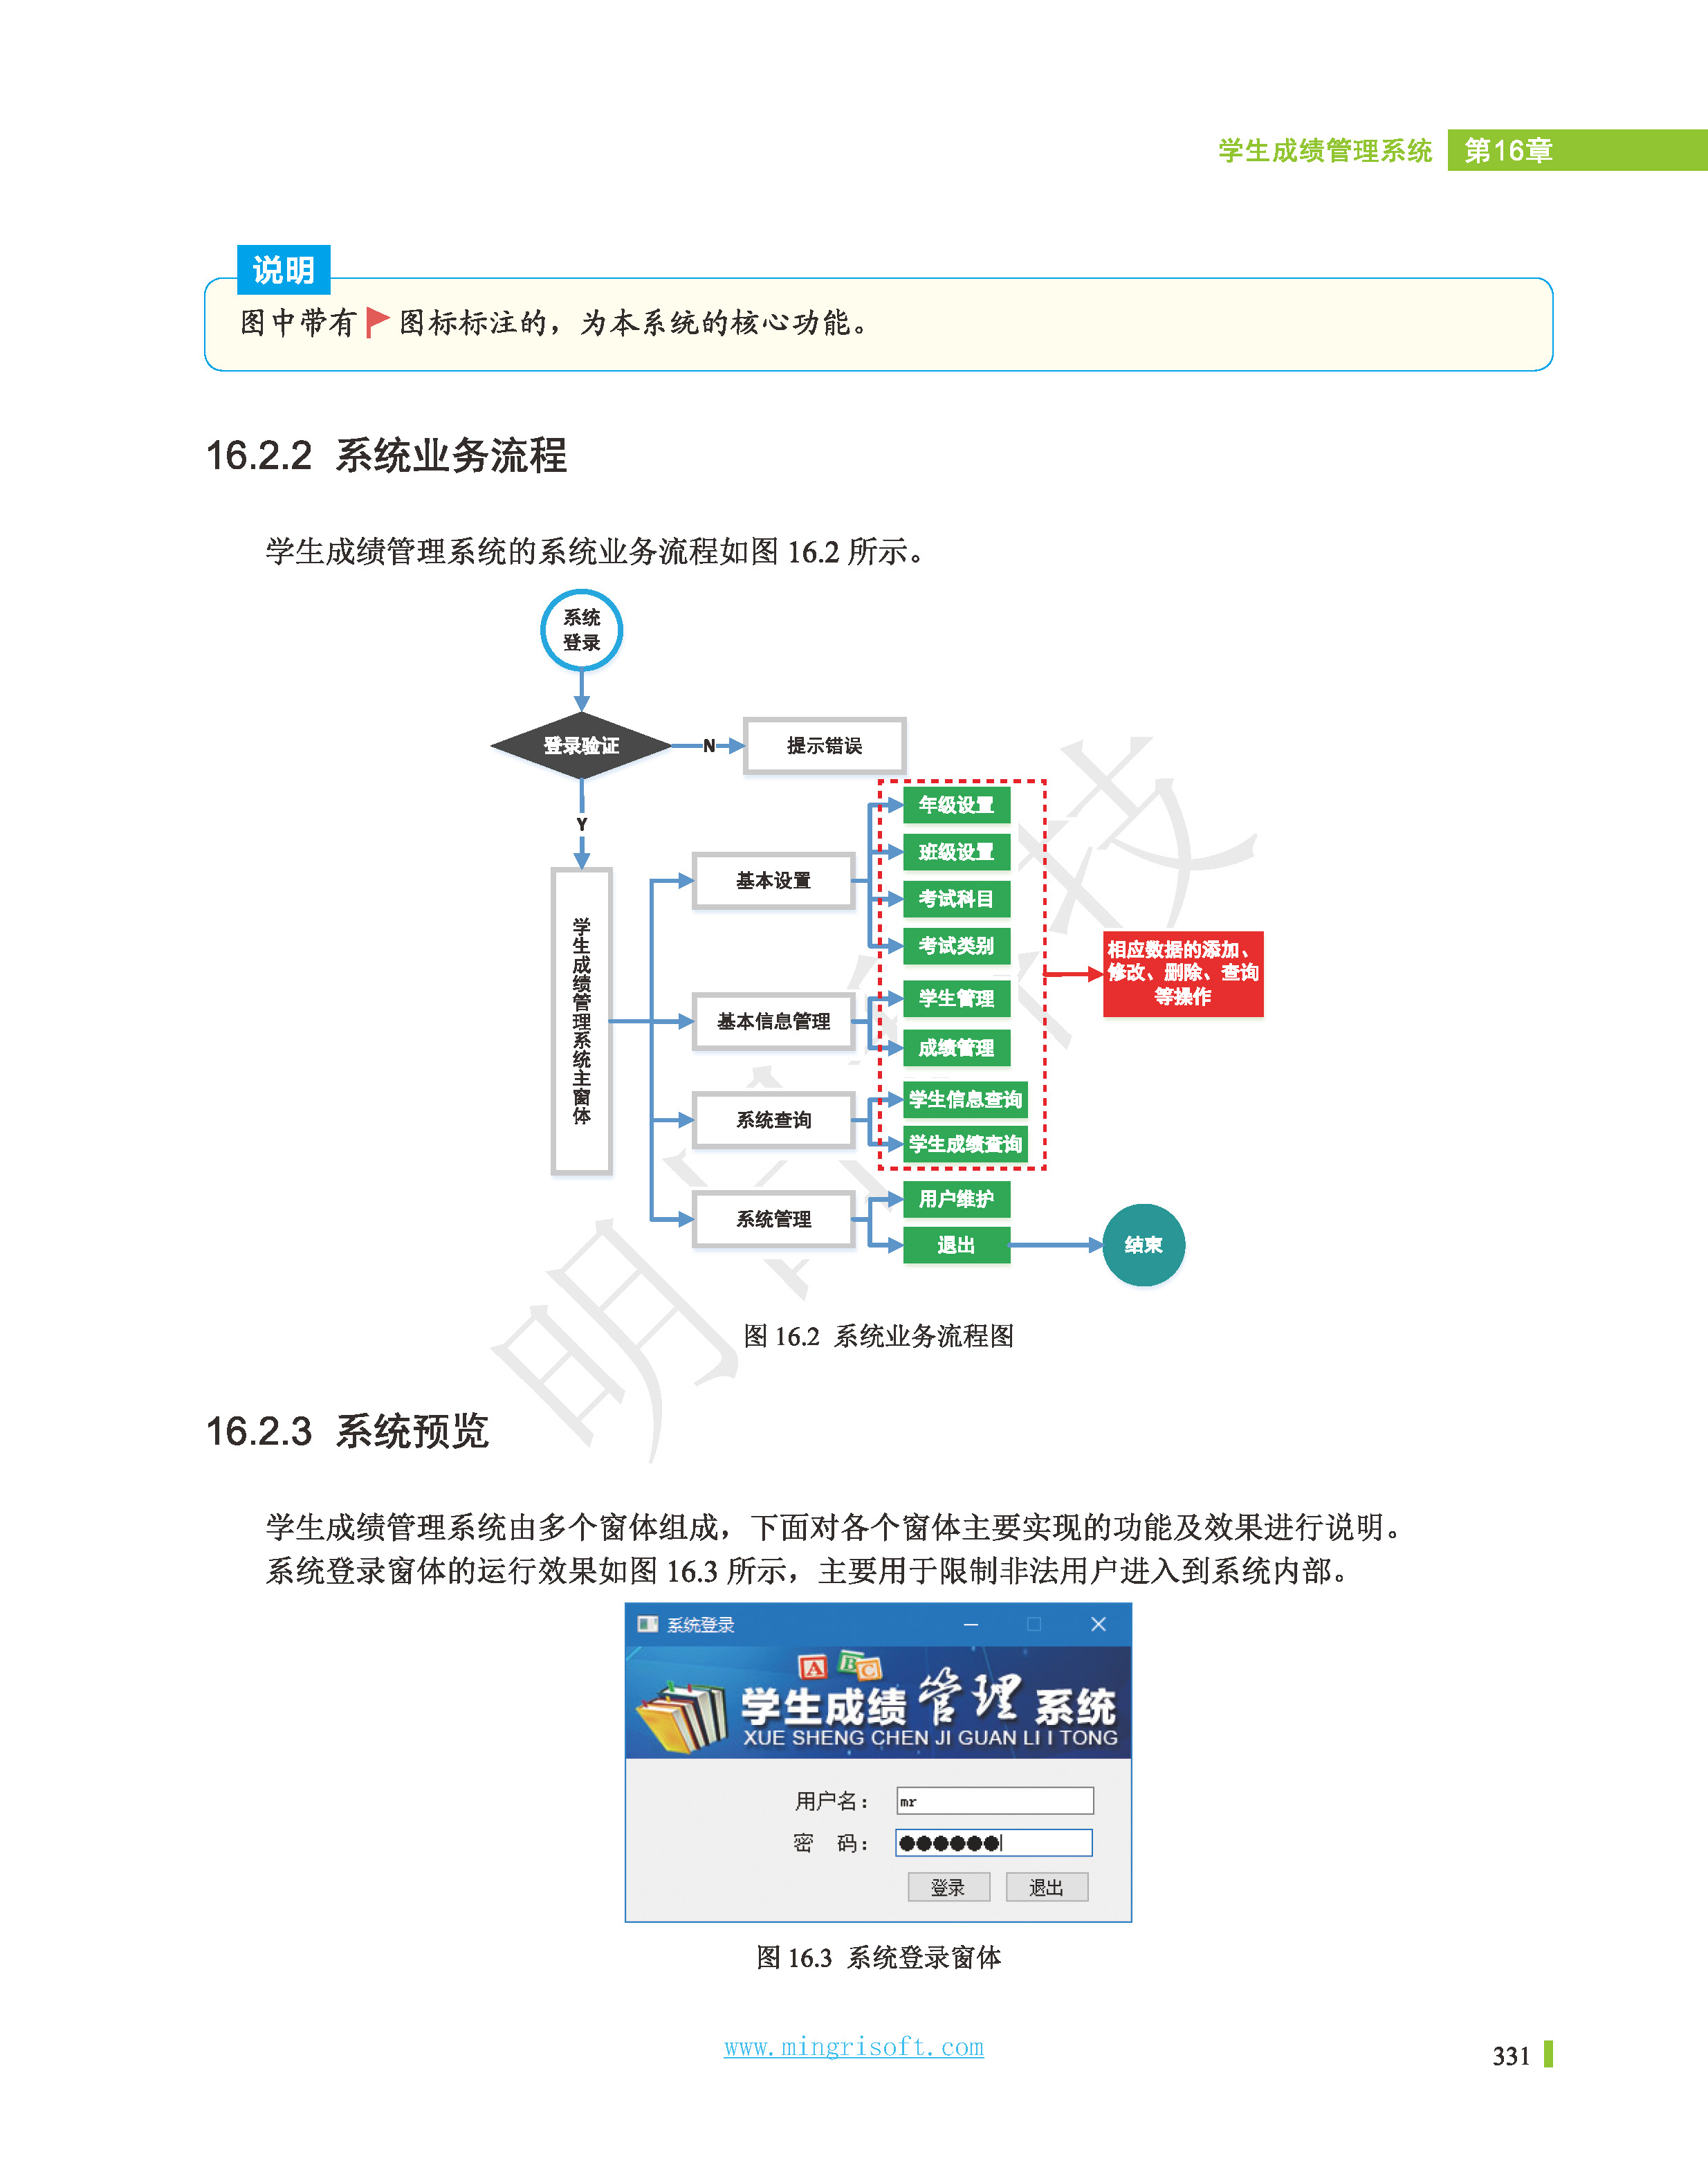 学生成绩管理系统 第16章
说明
图中带有图标标注的，为本系统的核心功能。
16.2.2 系统业务流程
学生成绩管理系统的系统业务流程如图 16.2 所示。
系统
登录
登录验证
N
提示错误
Y
学生成绩管理系统主窗体
基本设置
年级设置
班级设置
考试科目
考试类别
基本信息管理
学生管理
成绩管理
系统查询
学生信息查询
学生成绩查询
相应数据的添加、
修改、删除、查询
等操作
系统管理
用户维护
退出
结束
图 16.2 系统业务流程图
16.2.3 系统预览
学生成绩管理系统由多个窗体组成，下面对各个窗体主要实现的功能及效果进行说明。
系统登录窗体的运行效果如图 16.3 所示，主要用于限制非法用户进入到系统内部。
系统登录
A B C
学生成绩管理系统
XUE SHENG CHEN JI GUAN LI I TONG
用户名：
mr
密 码：
●●●●●●
登录 退出
图 16.3 系统登录窗体
www.mingrisoft.com
331